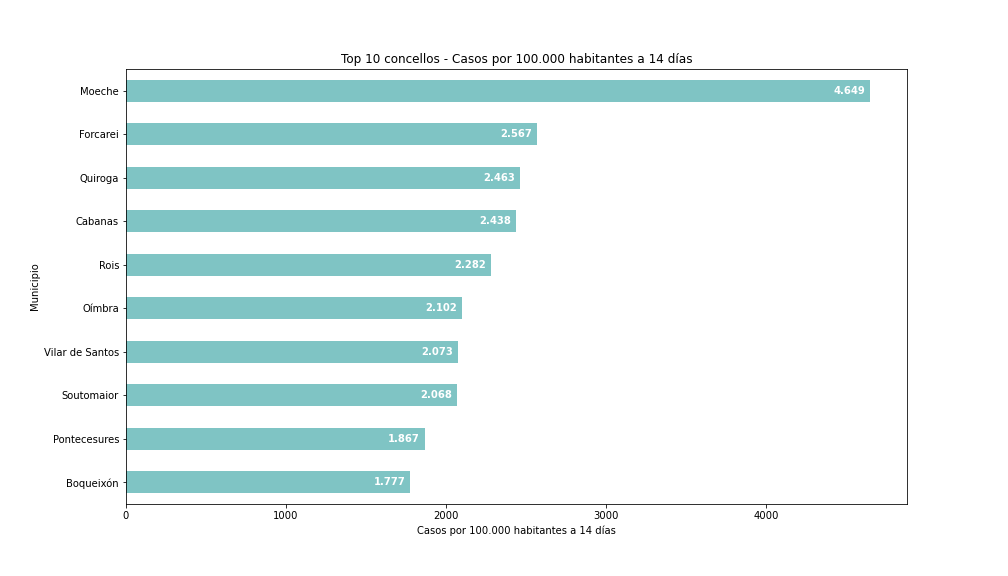 Top 10 concellos - Casos por 100.000 habitantes a 14 días
Municipio
Moeche 4.649
Forcarei 2.567
Quiroga 2.463
Cabanas 2.438
Rois 2.282
Oímbra 2.102
Vilar de Santos 2.073
Soutomaior 2.068
Pontecesures 1.867
Boqueixón 1.777
0 1000 2000 3000 4000
Casos por 100.000 habitantes a 14 días